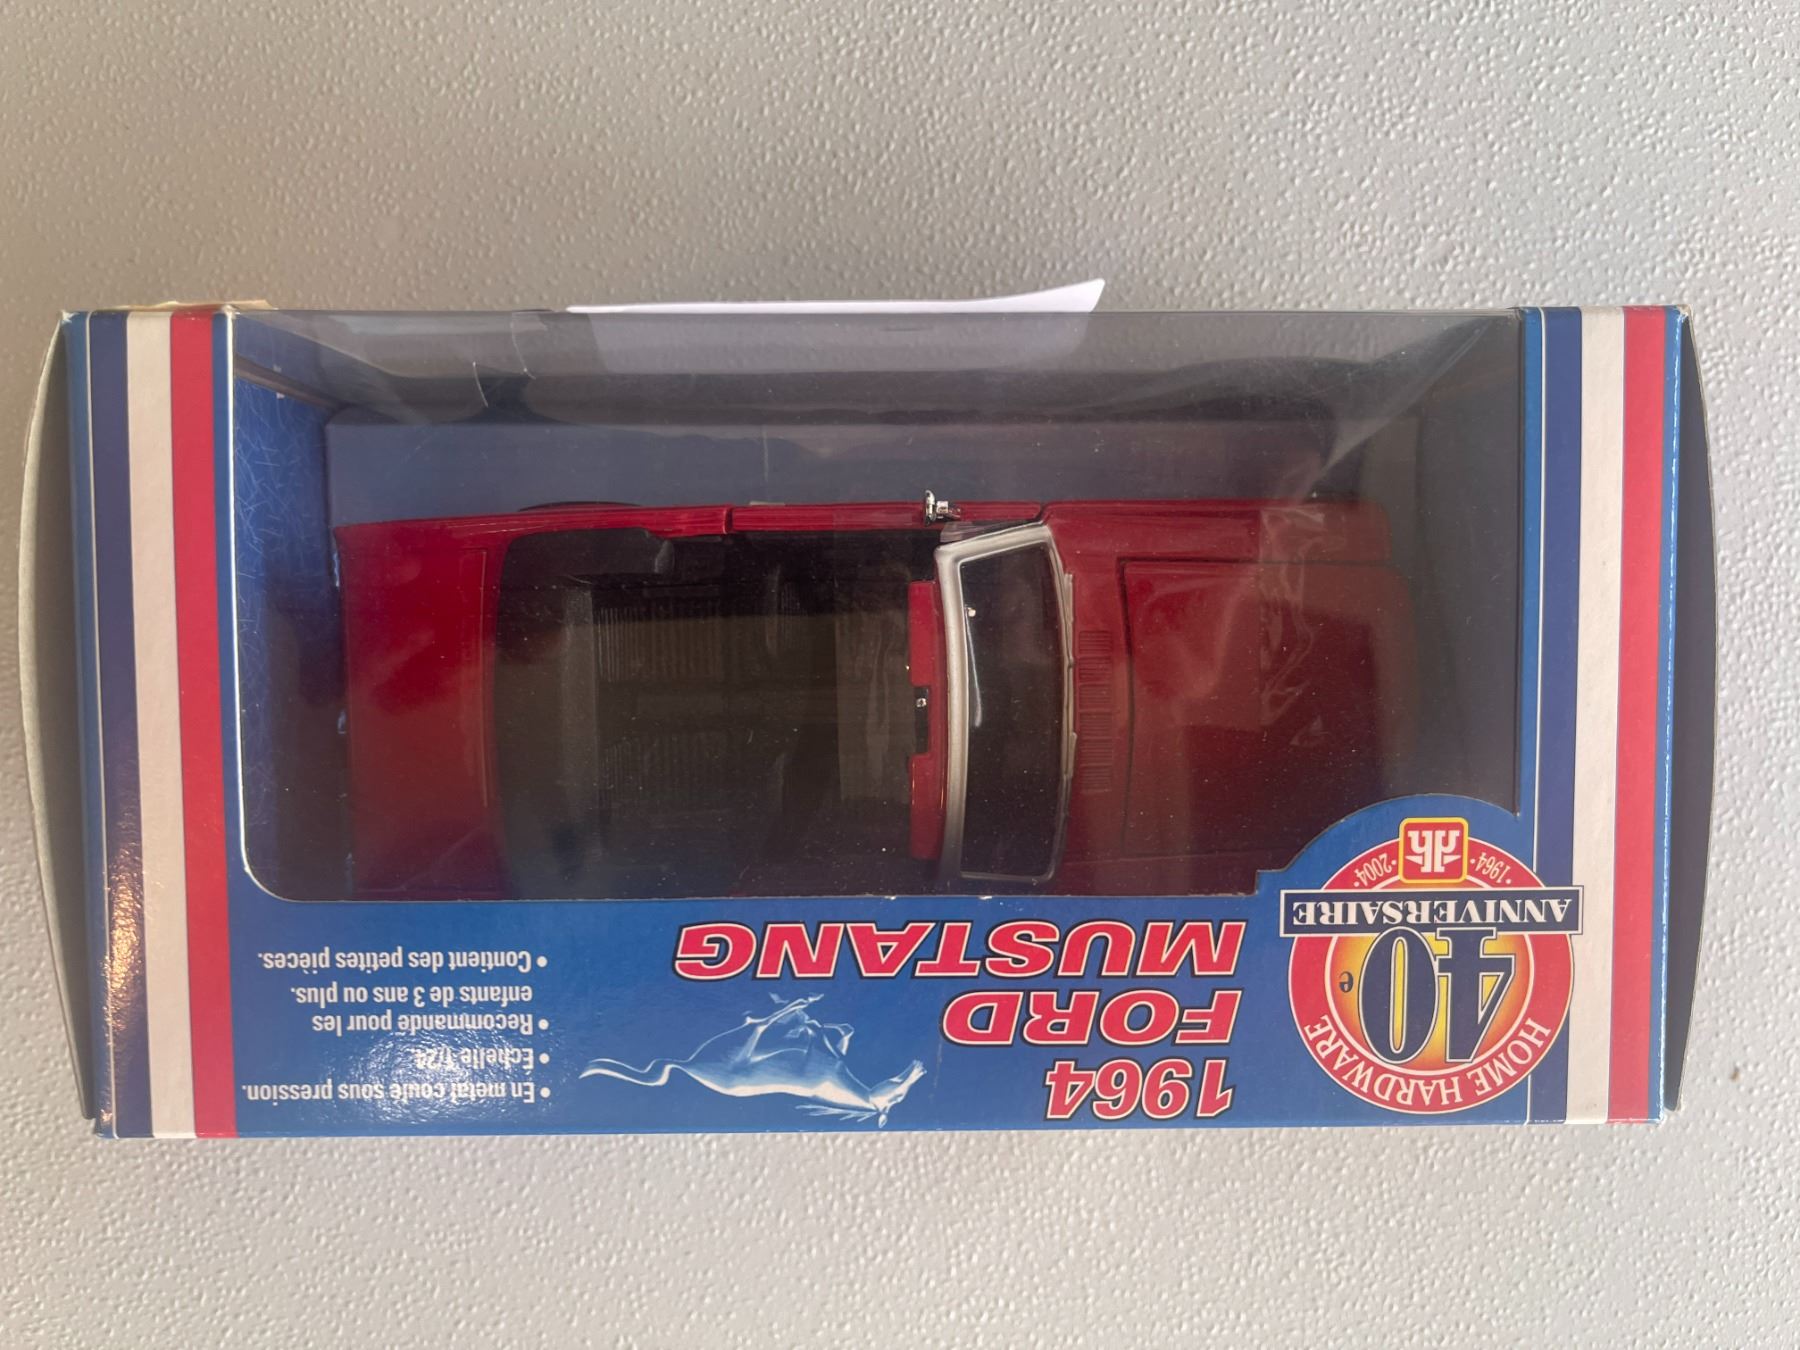 HOME HARDWARE
40e
ANNIVERSAIRE
1964 • 2004
hh
1964
FORD
MUSTANG
• En métal coulé sous pression.
• Échelle 1/24.
• Recommandé pour les
enfants de 3 ans ou plus.
• Contient des petites pièces.